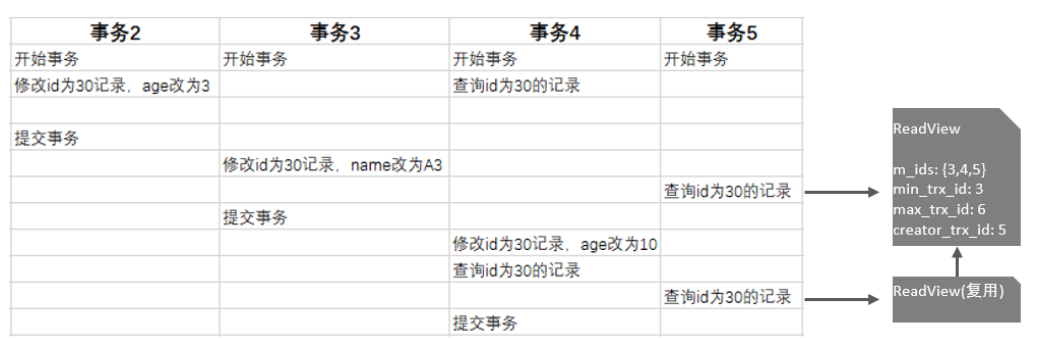 事务2 事务3 事务4 事务5
开始事务 开始事务 开始事务 开始事务
修改id为30记录，age改为3 查询id为30的记录
提交事务
修改id为30记录，name改为A3
查询id为30的记录
提交事务
修改id为30记录，age改为10
查询id为30的记录
查询id为30的记录
提交事务
ReadView
m_ids: {3,4,5}
min_trx_id: 3
max_trx_id: 6
creator_trx_id: 5
ReadView(复用)